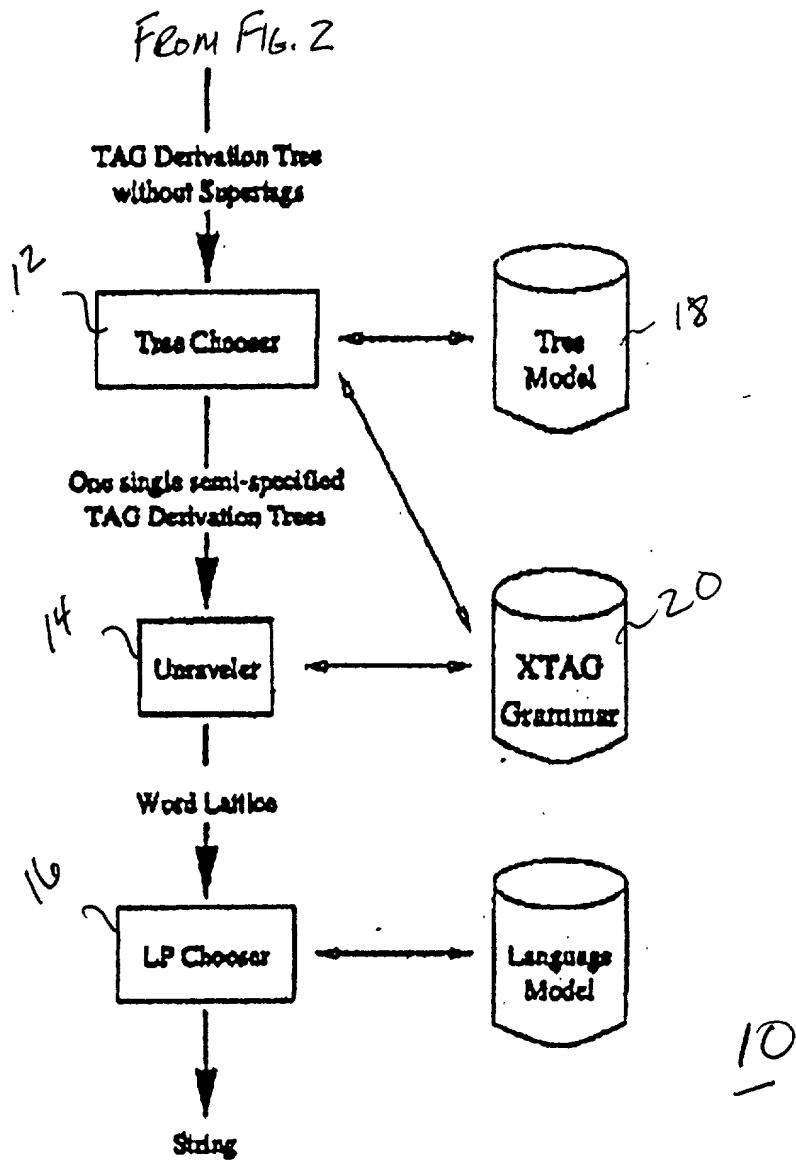 FROM FIG. 2
TAG Derivation Tree
without Supertags
12
Tree Chooser
Tree
Model
18
One single semi-specified
TAG Derivation Trees
14
Unraveler
XTAG
Grammar
20
Word Lattice
16
LP Chooser
Language
Model
10
String